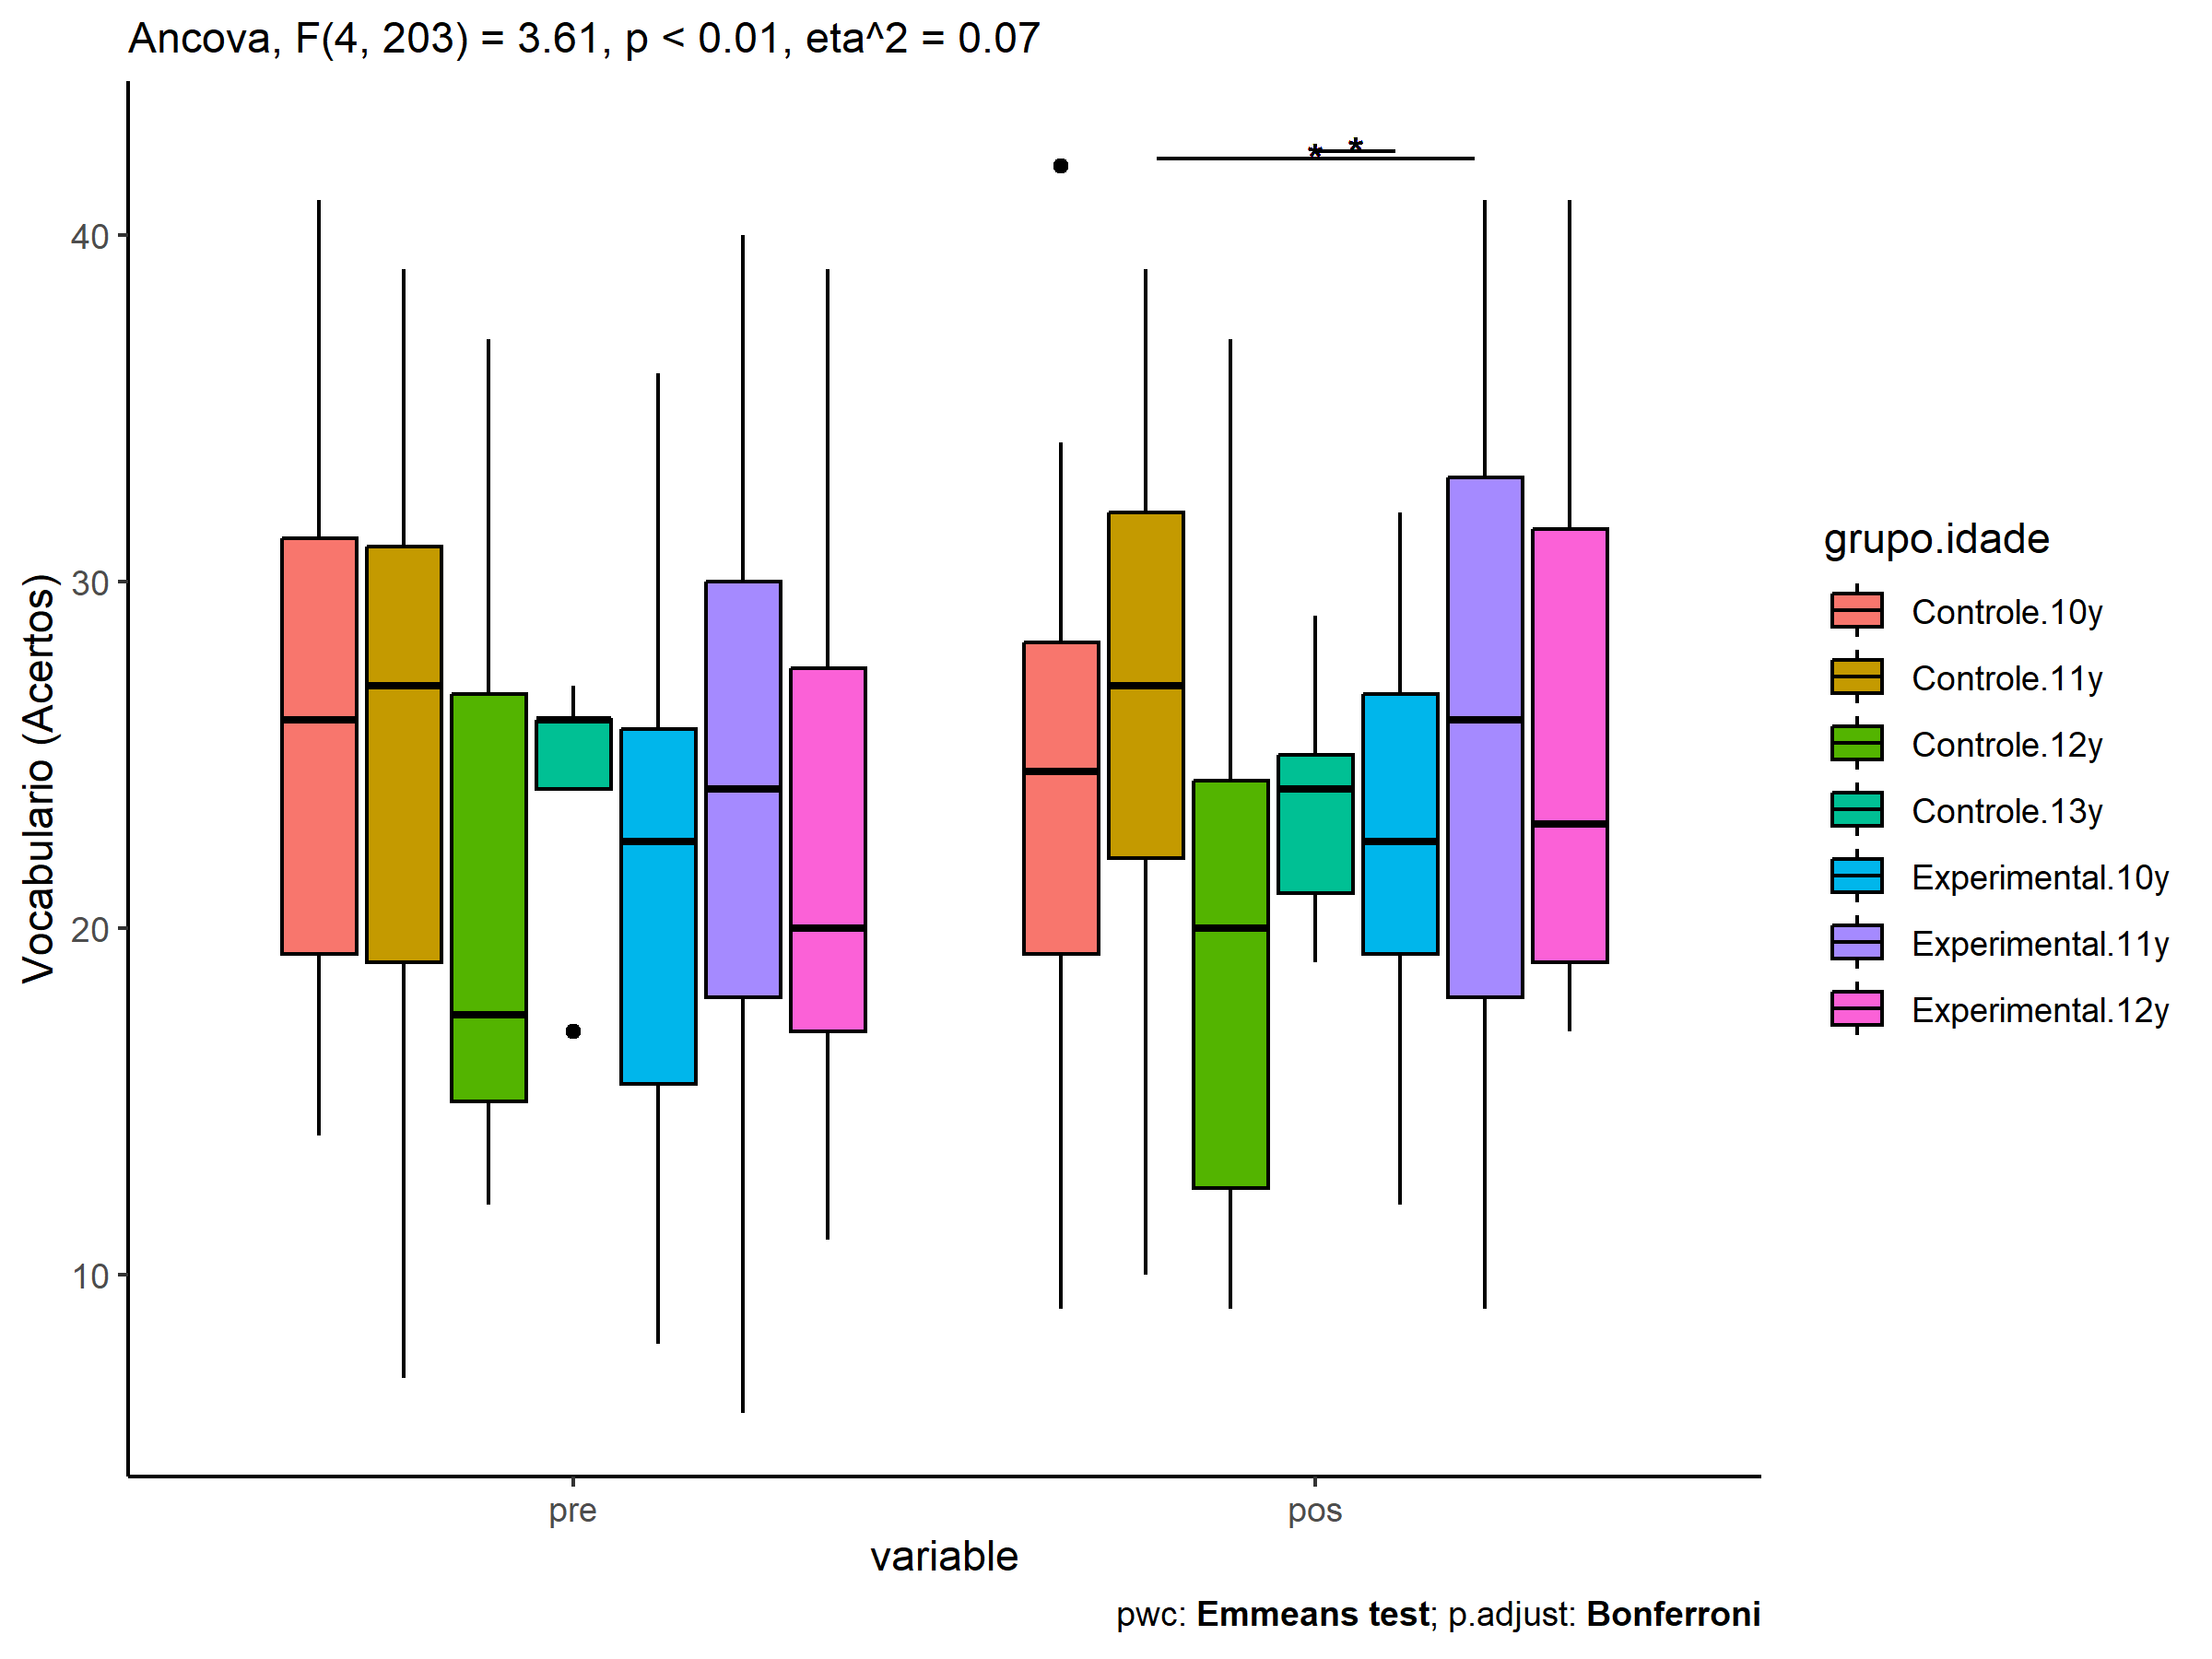 Ancova, F(4, 203) = 3.61, p < 0.01, eta^2 = 0.07
Vocabulario (Acertos)
40
30
20
10
* *
pre
pos
variable
grupo.idade
Controle.10y
Controle.11y
Controle.12y
Controle.13y
Experimental.10y
Experimental.11y
Experimental.12y
pwc: Emmeans test; p.adjust: Bonferroni